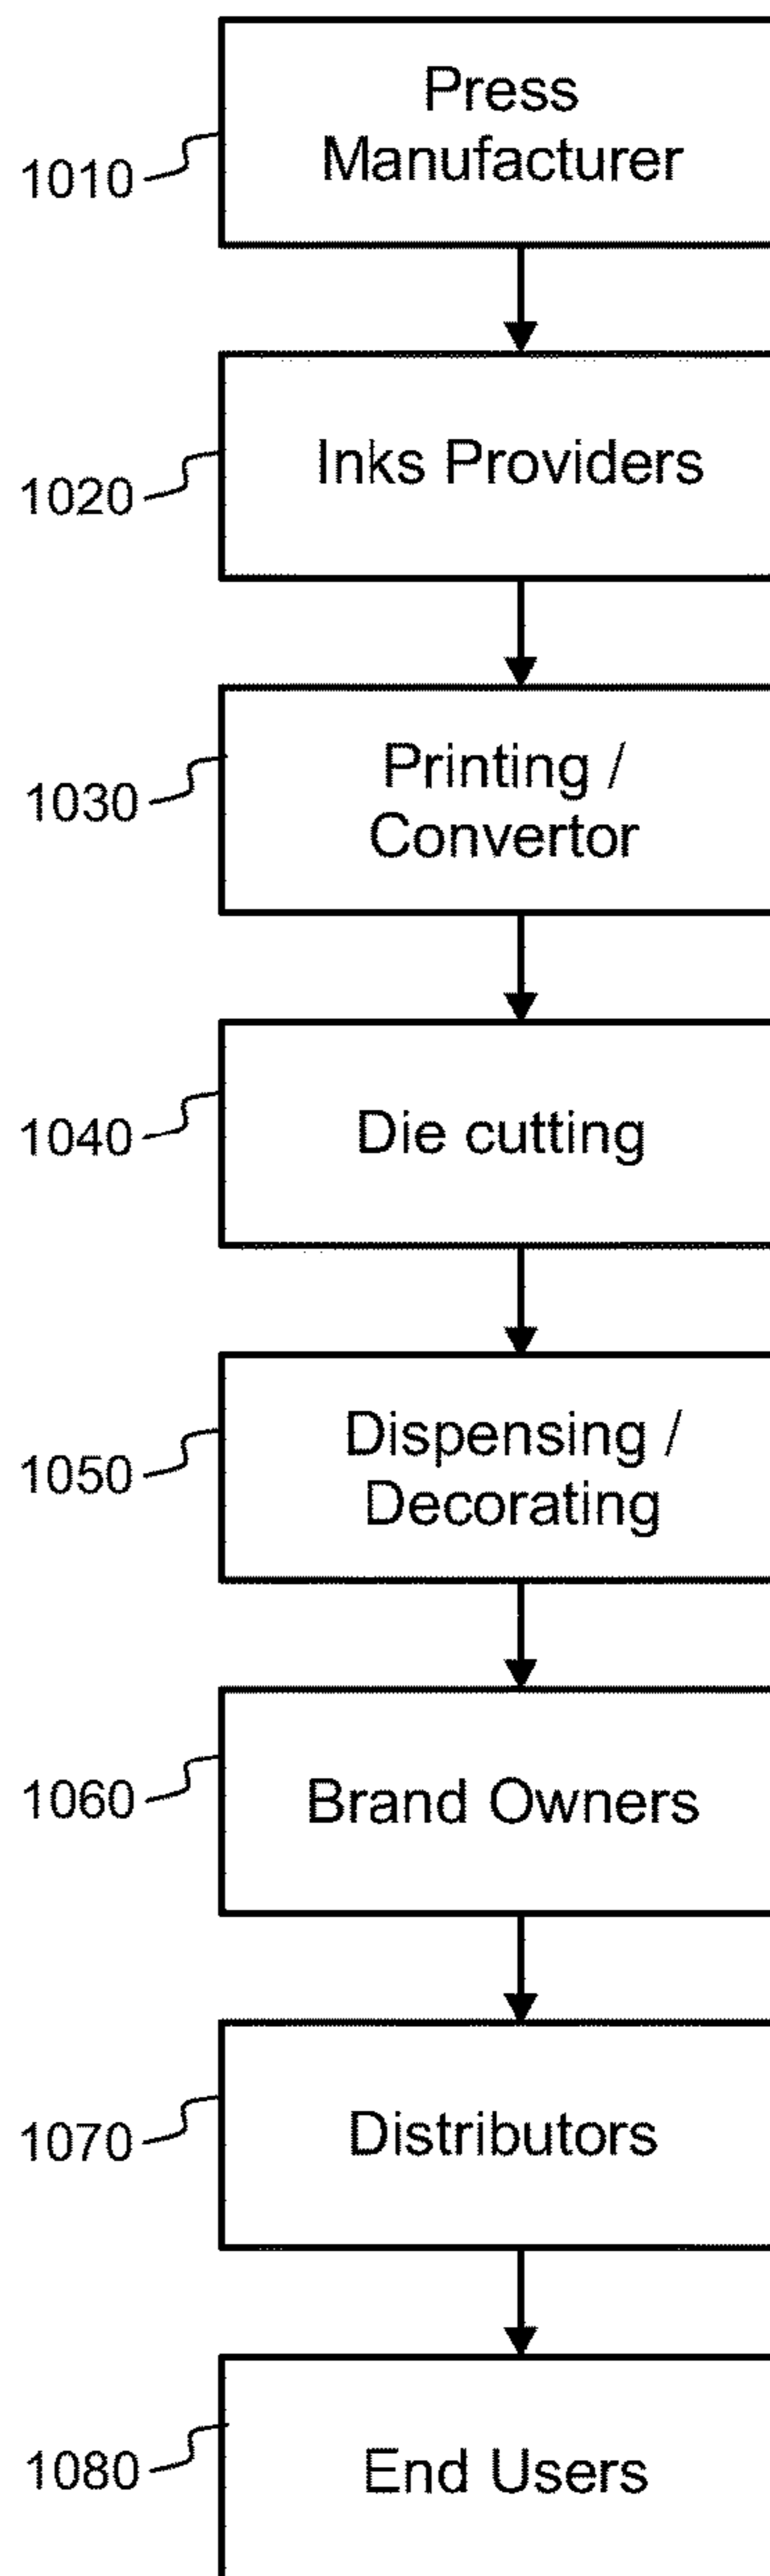 Press
Manufacturer
1010
Inks Providers
1020
Printing /
Convertor
1030
Die cutting
1040
Dispensing /
Decorating
1050
Brand Owners
1060
Distributors
1070
End Users
1080